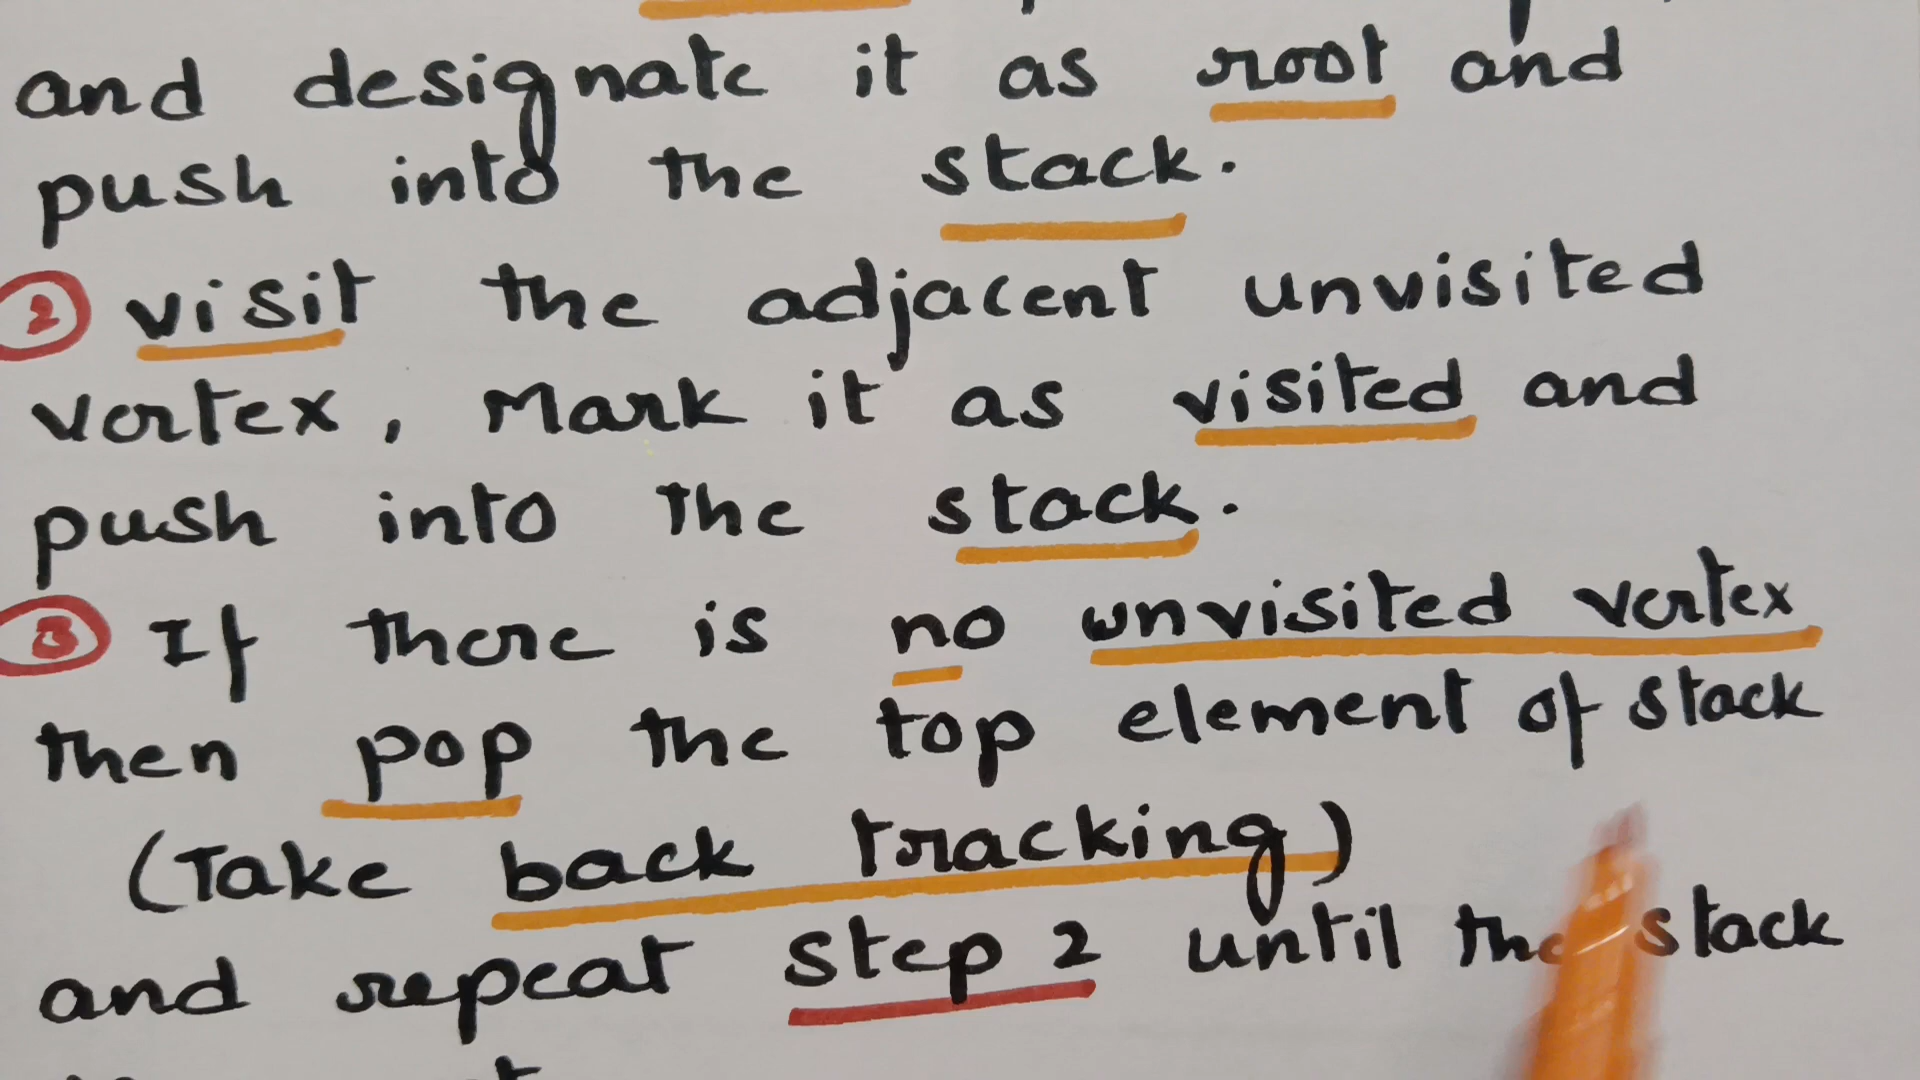 and designate it as root and
push into the stack.
2 visit the adjacent unvisited
vertex, Mark it as visited and
push into the stack.
3 If there is no unvisited vertex
then pop the top element of stack
(Take back tracking)
and repeat step 2 until the stack